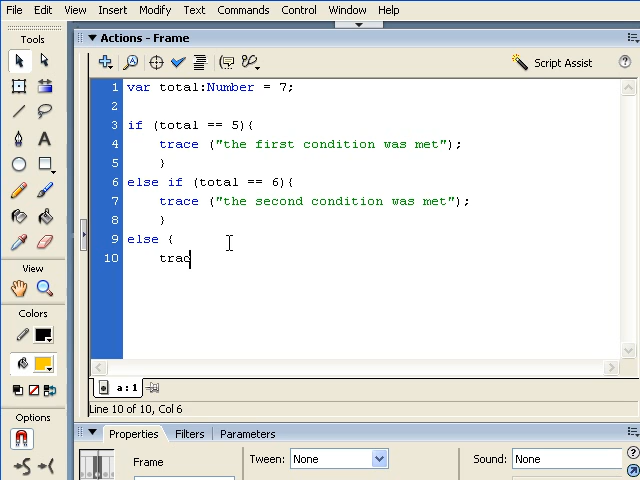 File Edit View Insert Modify Text Commands Control Window Help
Tools
Actions - Frame
Script Assist
1 var total:Number = 7;
2
3 if (total == 5){
4 trace ("the first condition was met");
5 }
6 else if (total == 6){
7 trace ("the second condition was met");
8 }
9 else {
10 trac
View
Colors
Options
a : 1
Line 10 of 10, Col 6
Properties Filters Parameters
Frame Tween: None Sound: None